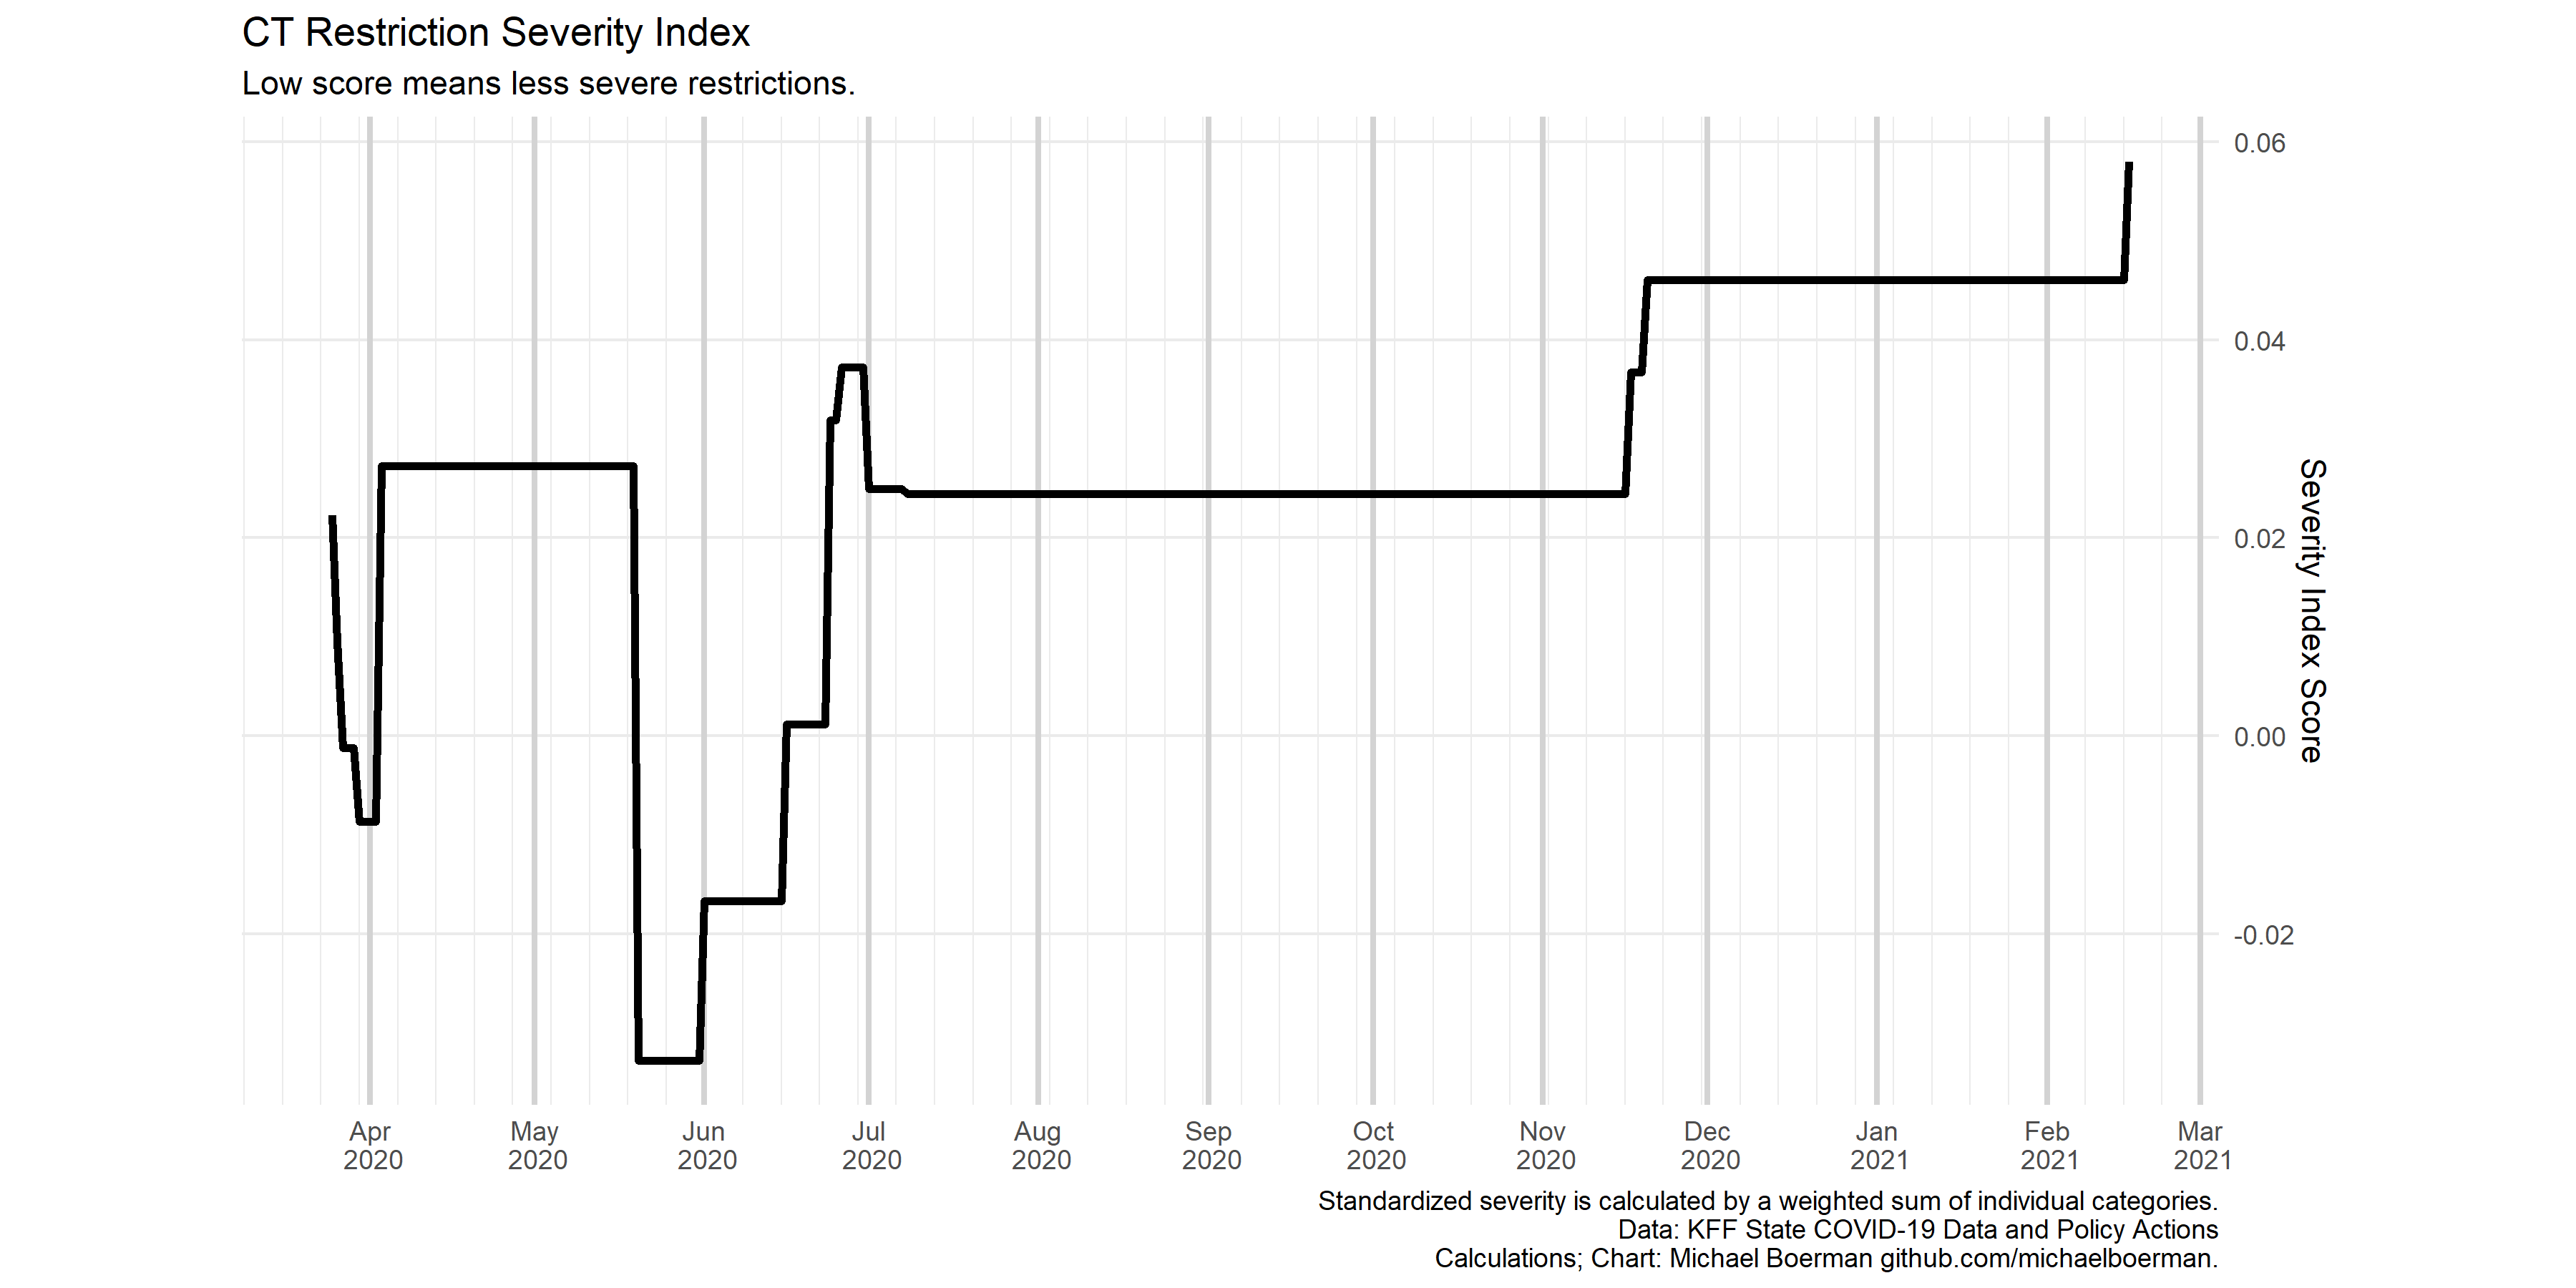 CT Restriction Severity Index
Low score means less severe restrictions.
0.06
0.04
0.02
0.00
-0.02
Severity Index Score
Apr 2020
May 2020
Jun 2020
Jul 2020
Aug 2020
Sep 2020
Oct 2020
Nov 2020
Dec 2020
Jan 2021
Feb 2021
Mar 2021
Standardized severity is calculated by a weighted sum of individual categories.
Data: KFF State COVID-19 Data and Policy Actions
Calculations; Chart: Michael Boerman github.com/michaelboerman.